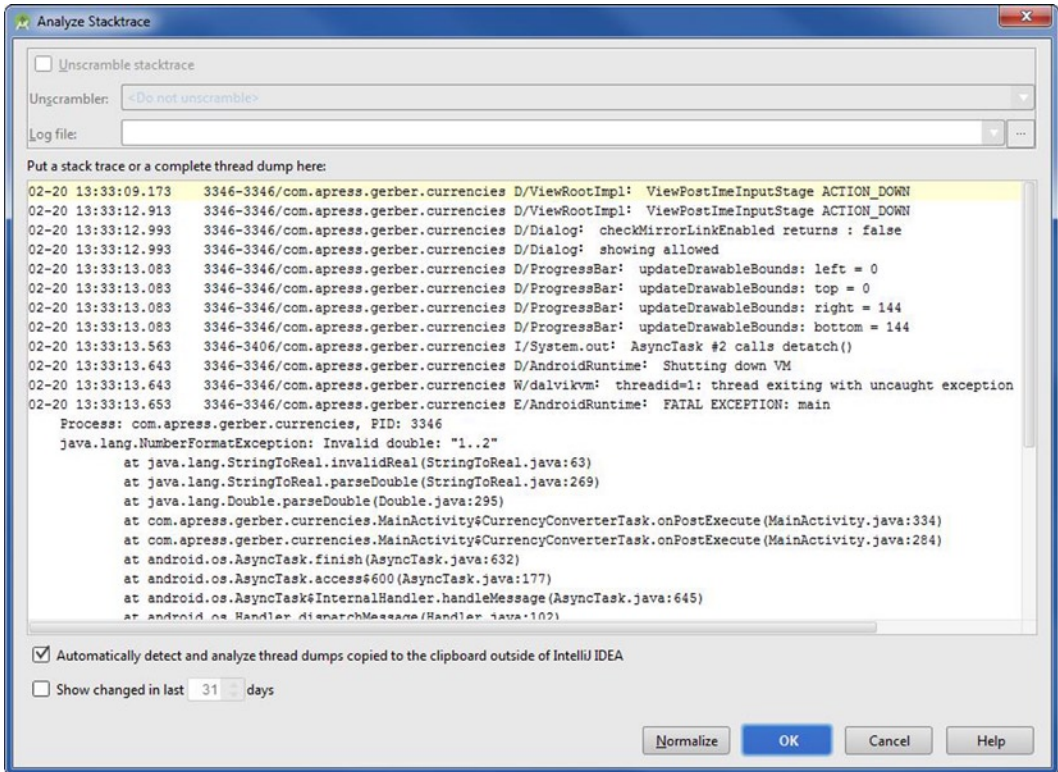 Analyze Stacktrace
Unscramble stacktrace
Unscrambler: <Do not unscramble>
Log file: ...
Put a stack trace or a complete thread dump here:
02-20 13:33:09.173 3346-3346/com.apress.gerber.currencies D/ViewRootImpl: ViewPostImeInputStage ACTION_DOWN
02-20 13:33:12.913 3346-3346/com.apress.gerber.currencies D/ViewRootImpl: ViewPostImeInputStage ACTION_DOWN
02-20 13:33:12.993 3346-3346/com.apress.gerber.currencies D/Dialog: checkMirrorLinkEnabled returns : false
02-20 13:33:12.993 3346-3346/com.apress.gerber.currencies D/Dialog: showing allowed
02-20 13:33:13.083 3346-3346/com.apress.gerber.currencies D/ProgressBar: updateDrawableBounds: left = 0
02-20 13:33:13.083 3346-3346/com.apress.gerber.currencies D/ProgressBar: updateDrawableBounds: top = 0
02-20 13:33:13.083 3346-3346/com.apress.gerber.currencies D/ProgressBar: updateDrawableBounds: right = 144
02-20 13:33:13.083 3346-3346/com.apress.gerber.currencies D/ProgressBar: updateDrawableBounds: bottom = 144
02-20 13:33:13.563 3346-3406/com.apress.gerber.currencies I/System.out: AsyncTask #2 calls detatch()
02-20 13:33:13.643 3346-3346/com.apress.gerber.currencies D/AndroidRuntime: Shutting down VM
02-20 13:33:13.643 3346-3346/com.apress.gerber.currencies W/dalvikvm: threadid=1: thread exiting with uncaught exception
02-20 13:33:13.653 3346-3346/com.apress.gerber.currencies E/AndroidRuntime: FATAL EXCEPTION: main
Process: com.apress.gerber.currencies, PID: 3346
java.lang.NumberFormatException: Invalid double: "1..2"
at java.lang.StringToReal.invalidReal(StringToReal.java:63)
at java.lang.StringToReal.parseDouble(StringToReal.java:269)
at java.lang.Double.parseDouble(Double.java:295)
at com.apress.gerber.currencies.MainActivity$CurrencyConverterTask.onPostExecute(MainActivity.java:334)
at com.apress.gerber.currencies.MainActivity$CurrencyConverterTask.onPostExecute(MainActivity.java:284)
at android.os.AsyncTask.finish(AsyncTask.java:632)
at android.os.AsyncTask.access$600(AsyncTask.java:177)
at android.os.AsyncTask$InternalHandler.handleMessage(AsyncTask.java:645)
at android.os.Handler.dispatchMessage(Handler.java:102)
Automatically detect and analyze thread dumps copied to the clipboard outside of IntelliJ IDEA
Show changed in last 31 days
Normalize OK Cancel Help